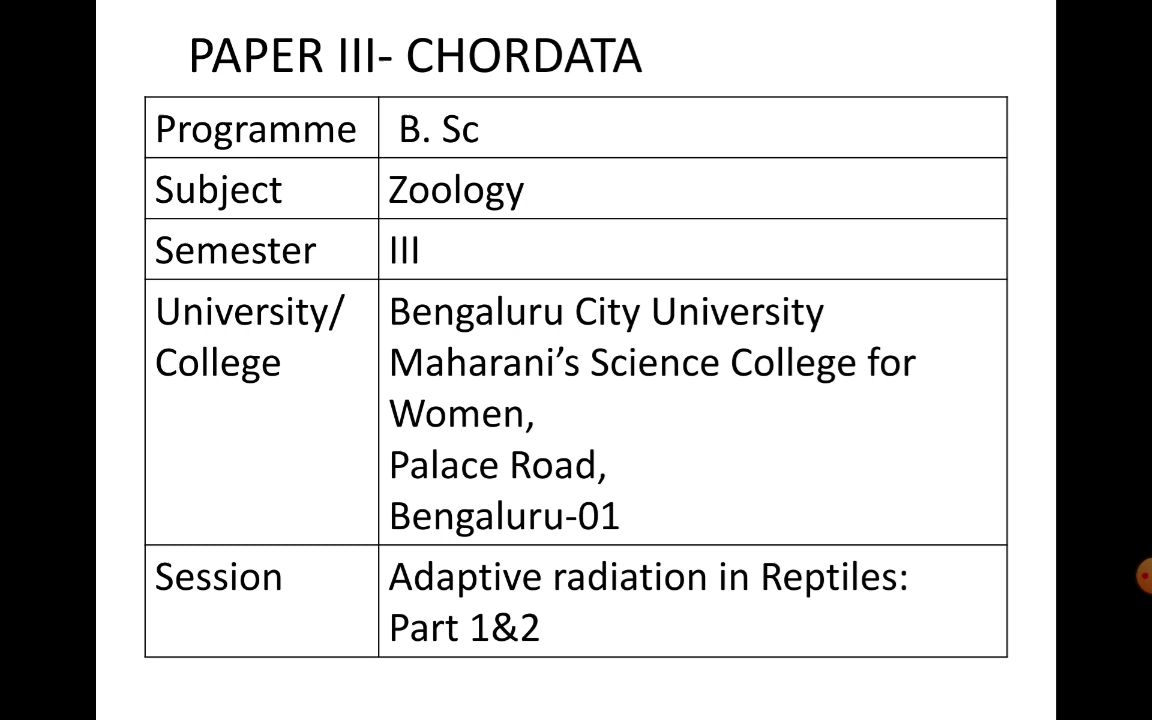 PAPER III- CHORDATA
Programme B. Sc
Subject Zoology
Semester III
University/ Bengaluru City University
College Maharani’s Science College for
Women,
Palace Road,
Bengaluru-01
Session Adaptive radiation in Reptiles:
Part 1&2